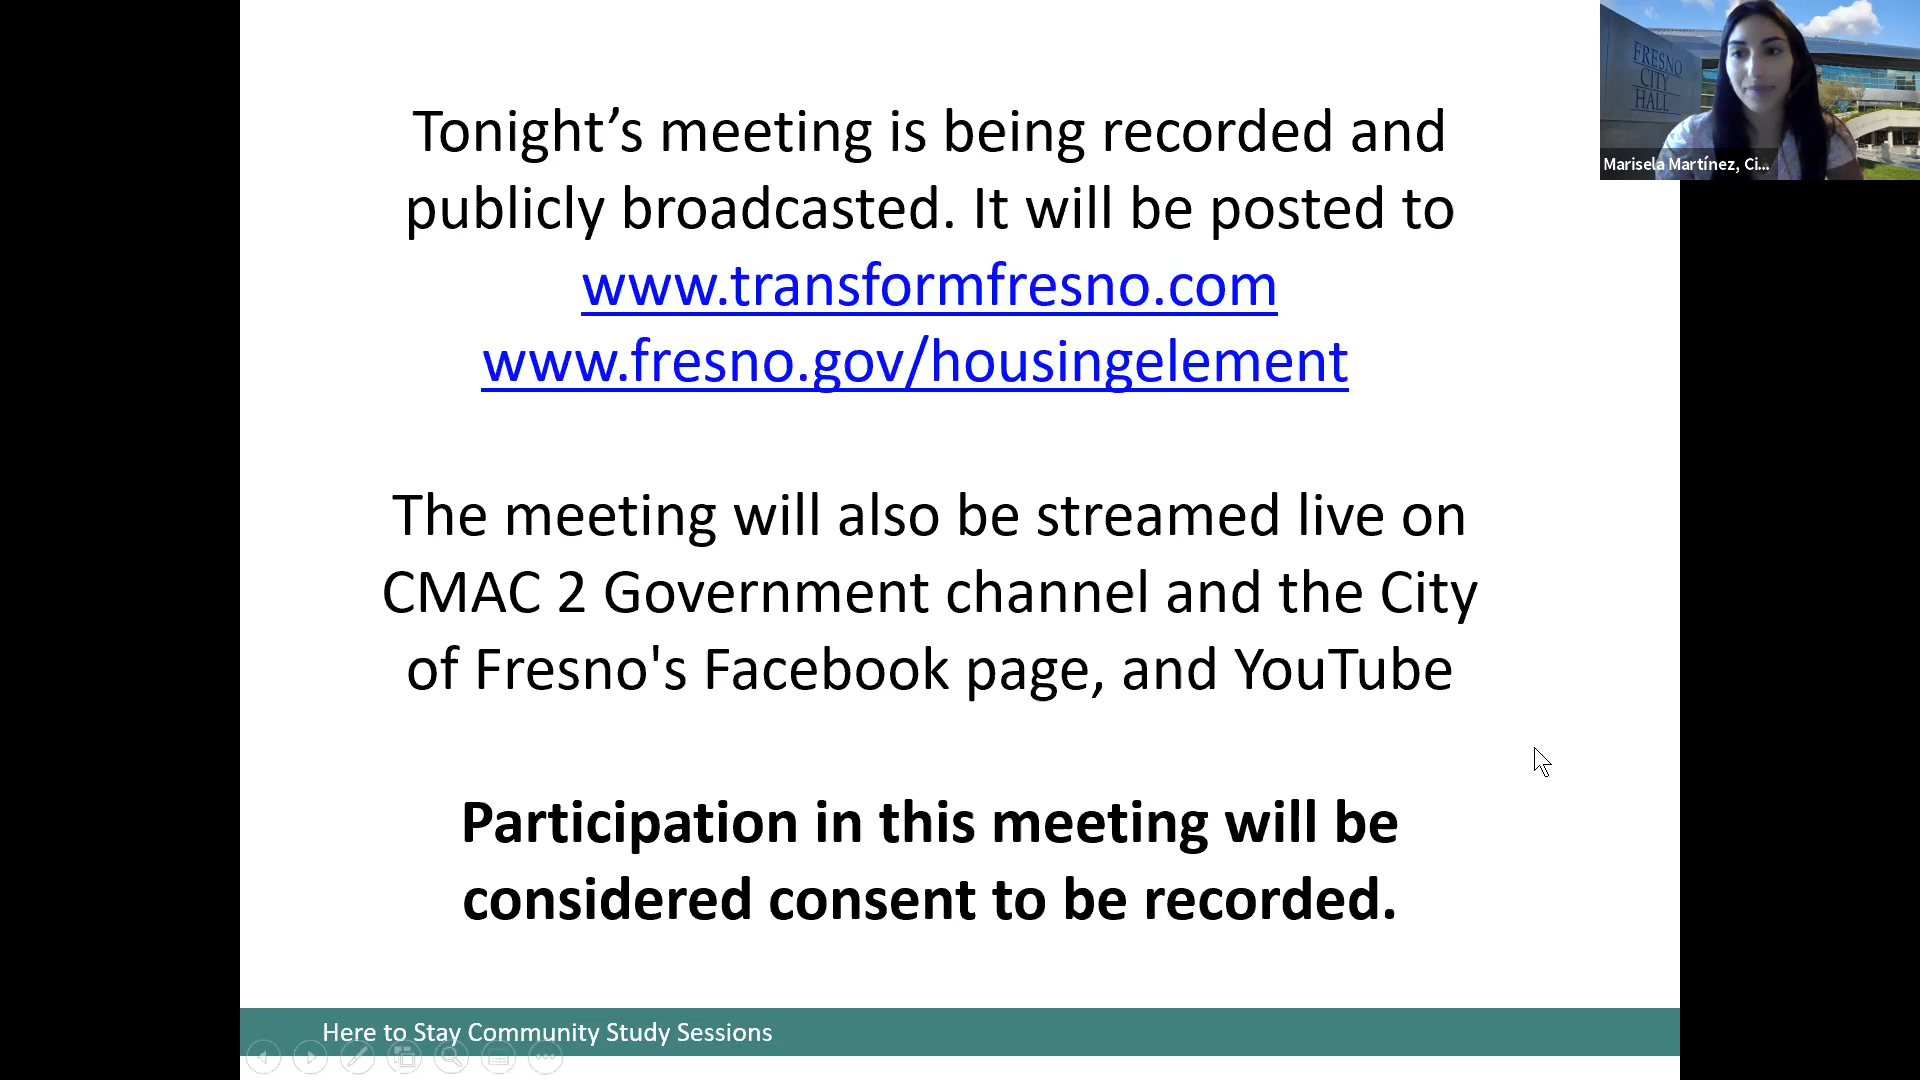 Tonight’s meeting is being recorded and
publicly broadcasted. It will be posted to
www.transformfresno.com
www.fresno.gov/housingelement
The meeting will also be streamed live on
CMAC 2 Government channel and the City
of Fresno's Facebook page, and YouTube
Participation in this meeting will be
considered consent to be recorded.
Here to Stay Community Study Sessions
FRESNO
CITY
HALL
Marisela Martínez, Ci...